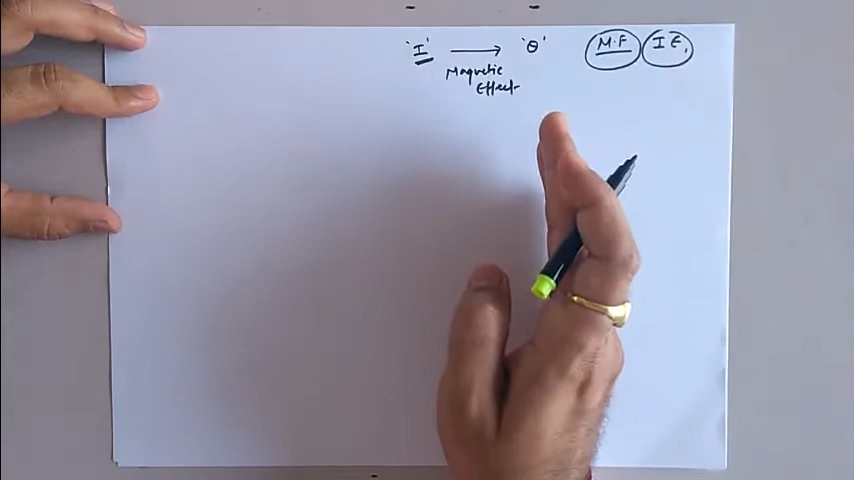 'I' → 'θ' M.F I E,
Magnetic
Effect